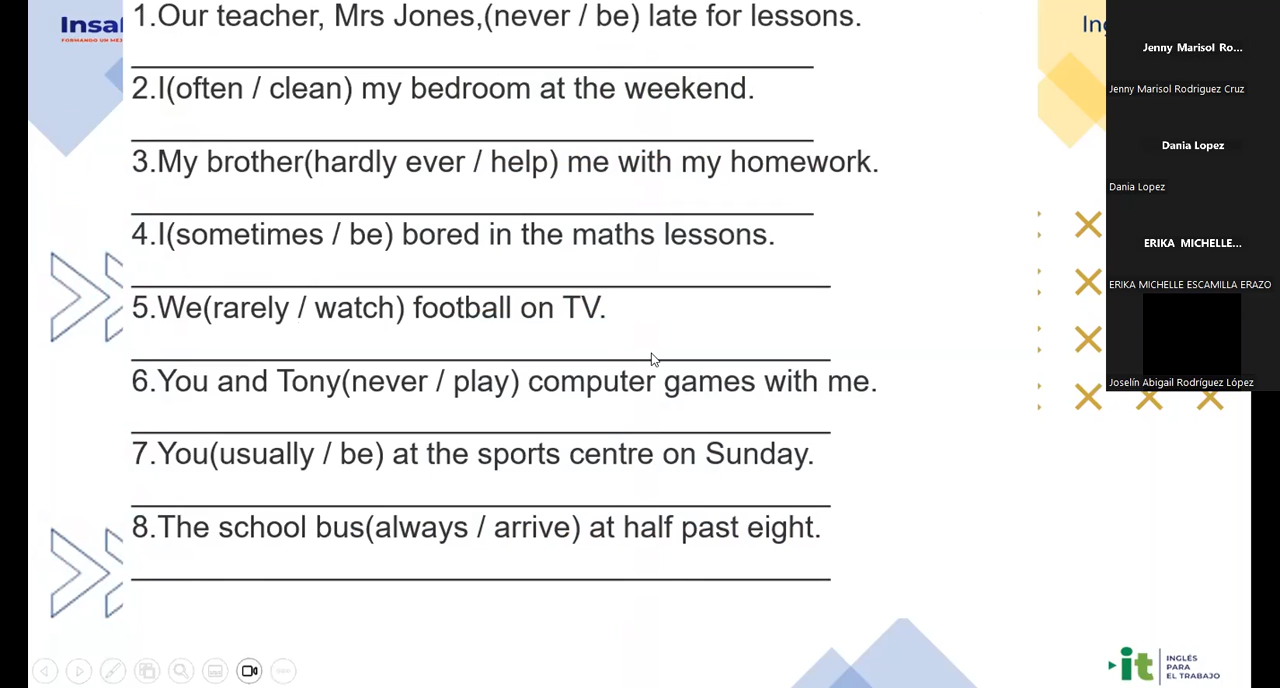 Insa
FORMANDO UN ME
1.Our teacher, Mrs Jones,(never / be) late for lessons.
2.I(often / clean) my bedroom at the weekend.
3.My brother(hardly ever / help) me with my homework.
4.I(sometimes / be) bored in the maths lessons.
5.We(rarely / watch) football on TV.
6.You and Tony(never / play) computer games with me.
7.You(usually / be) at the sports centre on Sunday.
8.The school bus(always / arrive) at half past eight.
Ing
Jenny Marisol Ro...
Jenny Marisol Rodriguez Cruz
Dania Lopez
Dania Lopez
ERIKA MICHELLE...
ERIKA MICHELLE ESCAMILLA ERAZO
Joselín Abigail Rodríguez López
it
INGLÉS
PARA
EL TRABAJO